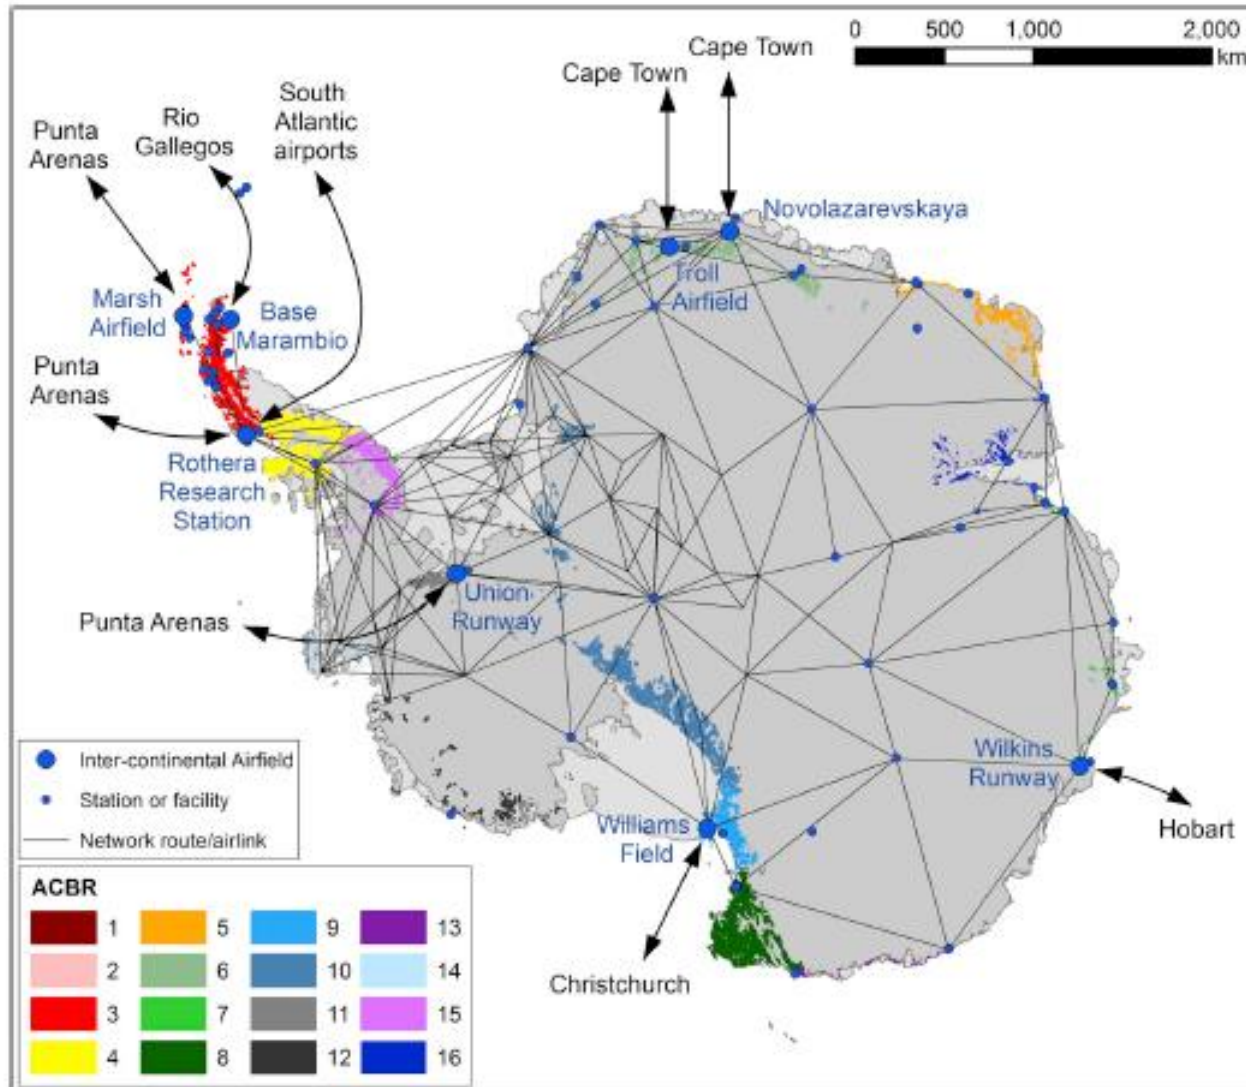 0 500 1,000 2,000
km
Cape Town
Cape Town
South
Atlantic
airports
Rio
Gallegos
Punta
Arenas
Novolazarevskaya
Troll
Airfield
Marsh
Airfield
Base
Marambio
Punta
Arenas
Rothera
Research
Station
Union
Runway
Punta Arenas
Wilkins
Runway
Hobart
Williams
Field
Christchurch
Inter-continental Airfield
Station or facility
Network route/airlink
ACBR
1 5 9 13
2 6 10 14
3 7 11 15
4 8 12 16